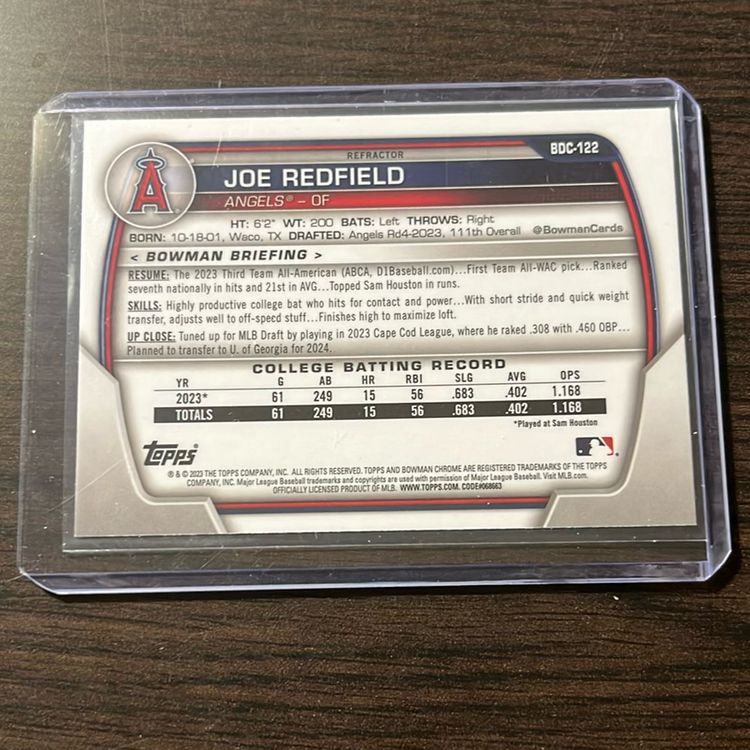 REFRACTOR
BDC-122
JOE REDFIELD
ANGELS® – OF
HT: 6'2" WT: 200 BATS: Left THROWS: Right
BORN: 10-18-01, Waco, TX DRAFTED: Angels Rd4-2023, 111th Overall @BowmanCards
< BOWMAN BRIEFING >
RESUME: The 2023 Third Team All-American (ABCA, D1Baseball.com)...First Team All-WAC pick...Ranked
seventh nationally in hits and 21st in AVG...Topped Sam Houston in runs.
SKILLS: Highly productive college bat who hits for contact and power...With short stride and quick weight
transfer, adjusts well to off-speed stuff...Finishes high to maximize loft.
UP CLOSE: Tuned up for MLB Draft by playing in 2023 Cape Cod League, where he raked .308 with .460 OBP...
Planned to transfer to U. of Georgia for 2024.
COLLEGE BATTING RECORD
YR G AB HR RBI SLG AVG OPS
2023* 61 249 15 56 .683 .402 1.168
TOTALS 61 249 15 56 .683 .402 1.168
*Played at Sam Houston
Topps
® & © 2023 THE TOPPS COMPANY, INC. ALL RIGHTS RESERVED. TOPPS AND BOWMAN CHROME ARE REGISTERED TRADEMARKS OF THE TOPPS
COMPANY, INC. Major League Baseball trademarks and copyrights are used with permission of Major League Baseball. Visit MLB.com.
OFFICIALLY LICENSED PRODUCT OF MLB. WWW.TOPPS.COM. CODE#068663